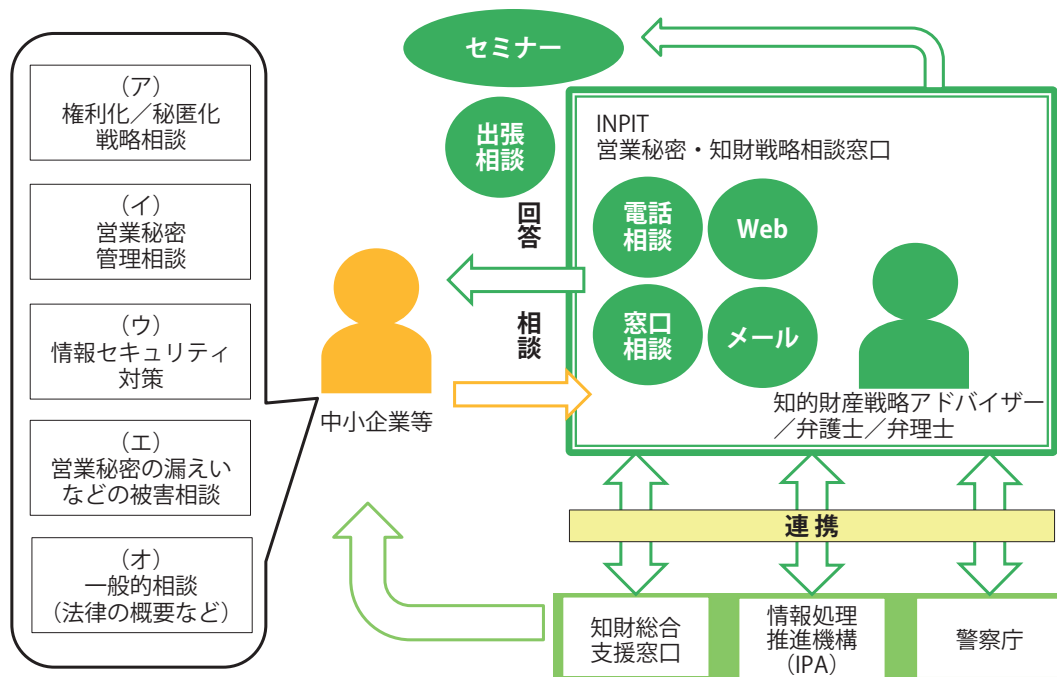 （ア）
権利化／秘匿化
戦略相談
（イ）
営業秘密
管理相談
（ウ）
情報セキュリティ
対策
（エ）
営業秘密の漏えい
などの被害相談
（オ）
一般的相談
（法律の概要など）
中小企業等
セミナー
出張
相談
回答
相談
INPIT
営業秘密・知財戦略相談窓口
電話
相談
Web
窓口
相談
メール
知的財産戦略アドバイザー
／弁護士／弁理士
連携
知財総合
支援窓口
情報処理
推進機構
（IPA）
警察庁